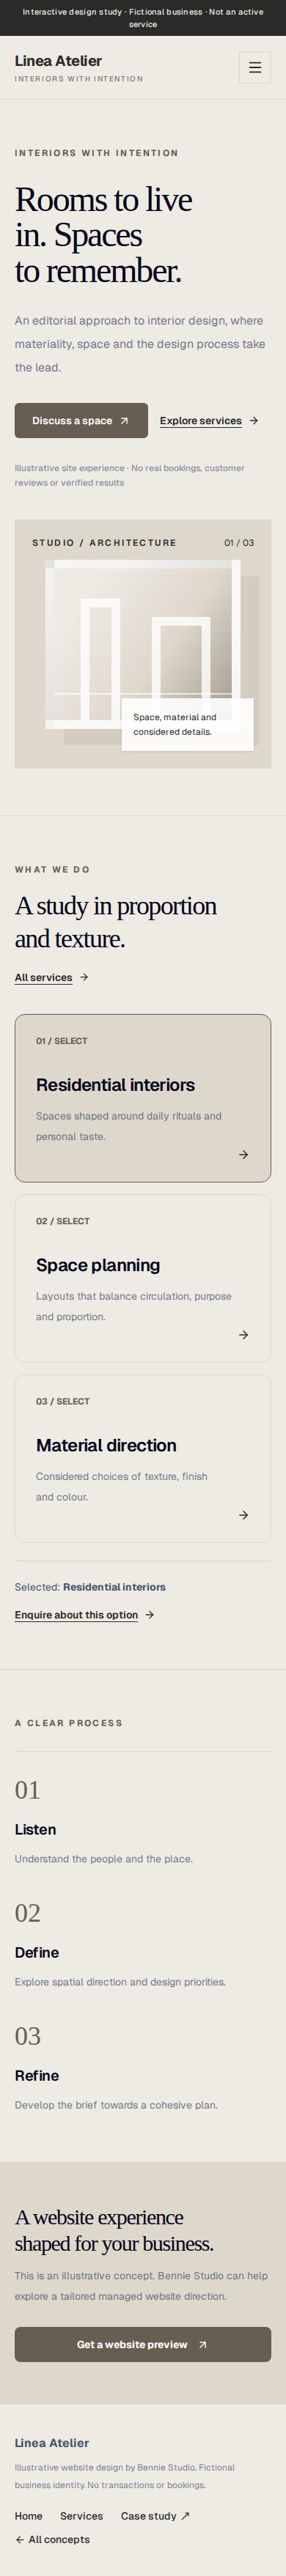 Interactive design study · Fictional business · Not an active
service
Linea Atelier
INTERIORS WITH INTENTION
INTERIORS WITH INTENTION
Rooms to live
in. Spaces
to remember.
An editorial approach to interior design, where
materiality, space and the design process take
the lead.
Discuss a space ↗ Explore services →
Illustrative site experience · No real bookings, customer
reviews or verified results
STUDIO / ARCHITECTURE 01 / 03
Space, material and
considered details.
WHAT WE DO
A study in proportion
and texture.
All services →
01 / SELECT
Residential interiors
Spaces shaped around daily rituals and
personal taste.
→
02 / SELECT
Space planning
Layouts that balance circulation, purpose
and proportion.
→
03 / SELECT
Material direction
Considered choices of texture, finish
and colour.
→
Selected: Residential interiors
Enquire about this option →
A CLEAR PROCESS
01
Listen
Understand the people and the place.
02
Define
Explore spatial direction and design priorities.
03
Refine
Develop the brief towards a cohesive plan.
A website experience
shaped for your business.
This is an illustrative concept. Bennie Studio can help
explore a tailored managed website direction.
Get a website preview ↗
Linea Atelier
Illustrative website design by Bennie Studio. Fictional
business identity. No transactions or bookings.
Home Services Case study ↗
← All concepts